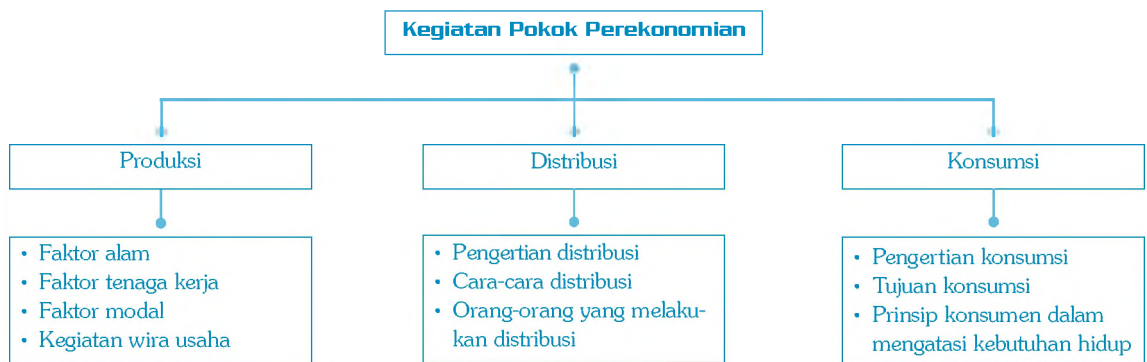 Kegiatan Pokok Perekonomian
Produksi
Distribusi
Konsumsi
• Faktor alam
• Faktor tenaga kerja
• Faktor modal
• Kegiatan wira usaha
• Pengertian distribusi
• Cara-cara distribusi
• Orang-orang yang melaku-
kan distribusi
• Pengertian konsumsi
• Tujuan konsumsi
• Prinsip konsumen dalam
mengatasi kebutuhan hidup